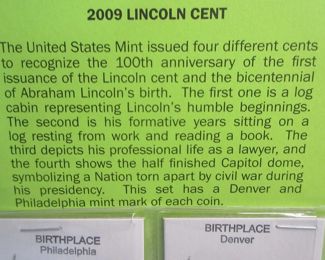 2009 LINCOLN CENT
The United States Mint issued four different cents
to recognize the 100th anniversary of the first
issuance of the Lincoln cent and the bicentennial
of Abraham Lincoln's birth. The first one is a log
cabin representing Lincoln's humble beginnings.
The second is his formative years sitting on a
log resting from work and reading a book. The
third depicts his professional life as a lawyer, and
the fourth shows the half finished Capitol dome,
symbolizing a Nation torn apart by civil war during
his presidency. This set has a Denver and
Philadelphia mint mark of each coin.
BIRTHPLACE
Philadelphia
BIRTHPLACE
Denver